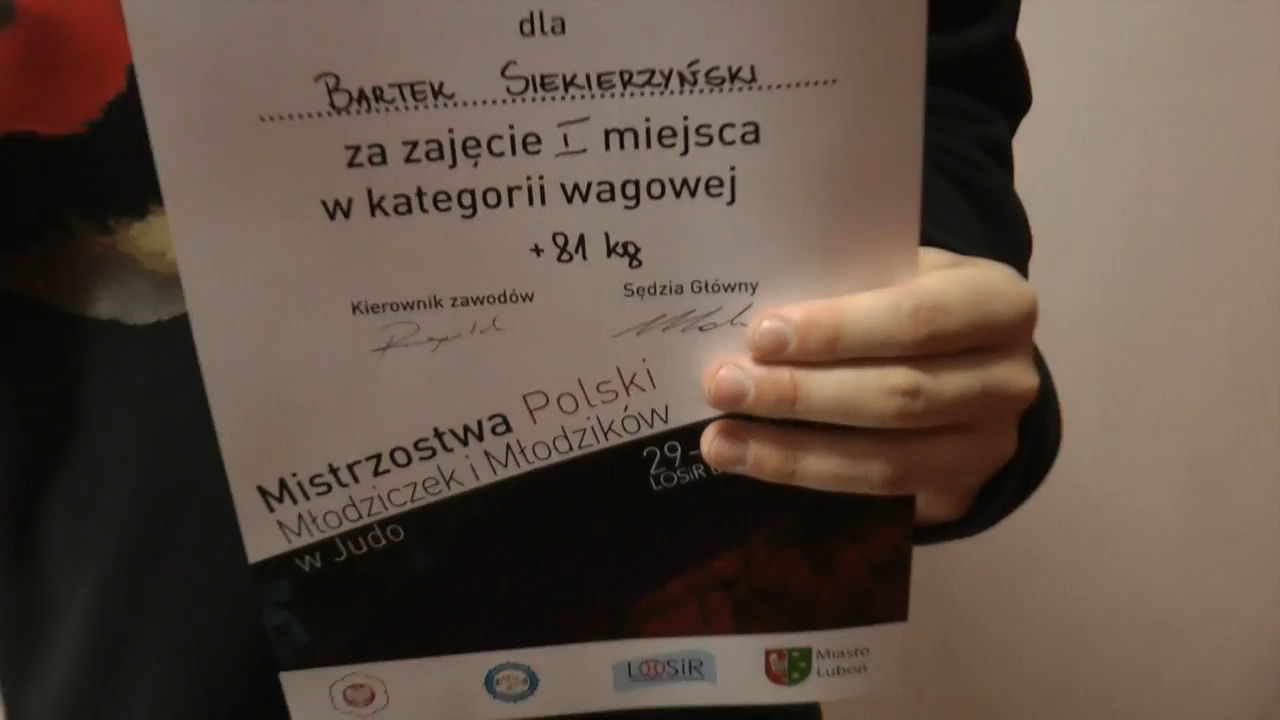 dla
BARTEK SIEKIERZYŃSKI
za zajęcie I miejsca
w kategorii wagowej
+81 kg
Kierownik zawodów
Sędzia Główny
Mistrzostwa Polski
Młodziczek i Młodzików
w Judo
29-
LOSiR
LOSiR
Miasto
Luboń